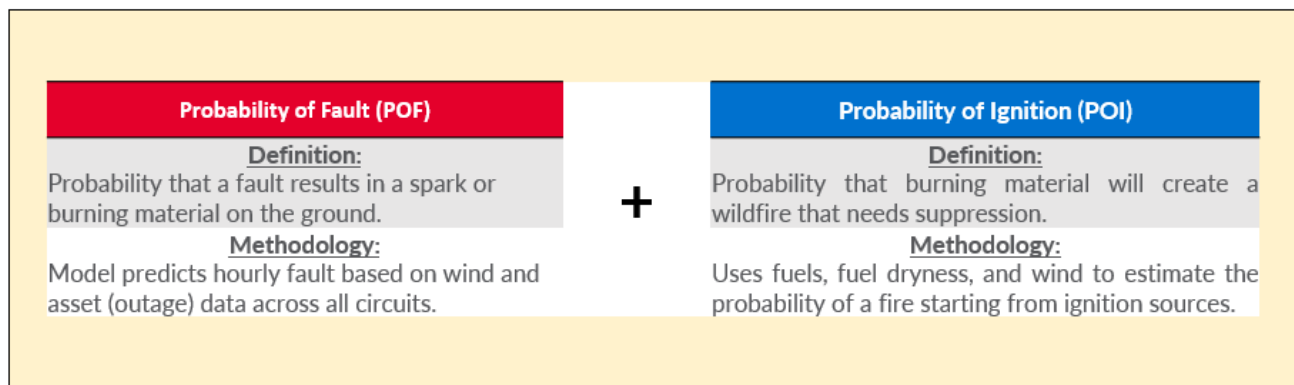 Probability of Fault (POF)
Definition:
Probability that a fault results in a spark or
burning material on the ground.
Methodology:
Model predicts hourly fault based on wind and
asset (outage) data across all circuits.
+
Probability of Ignition (POI)
Definition:
Probability that burning material will create a
wildfire that needs suppression.
Methodology:
Uses fuels, fuel dryness, and wind to estimate the
probability of a fire starting from ignition sources.